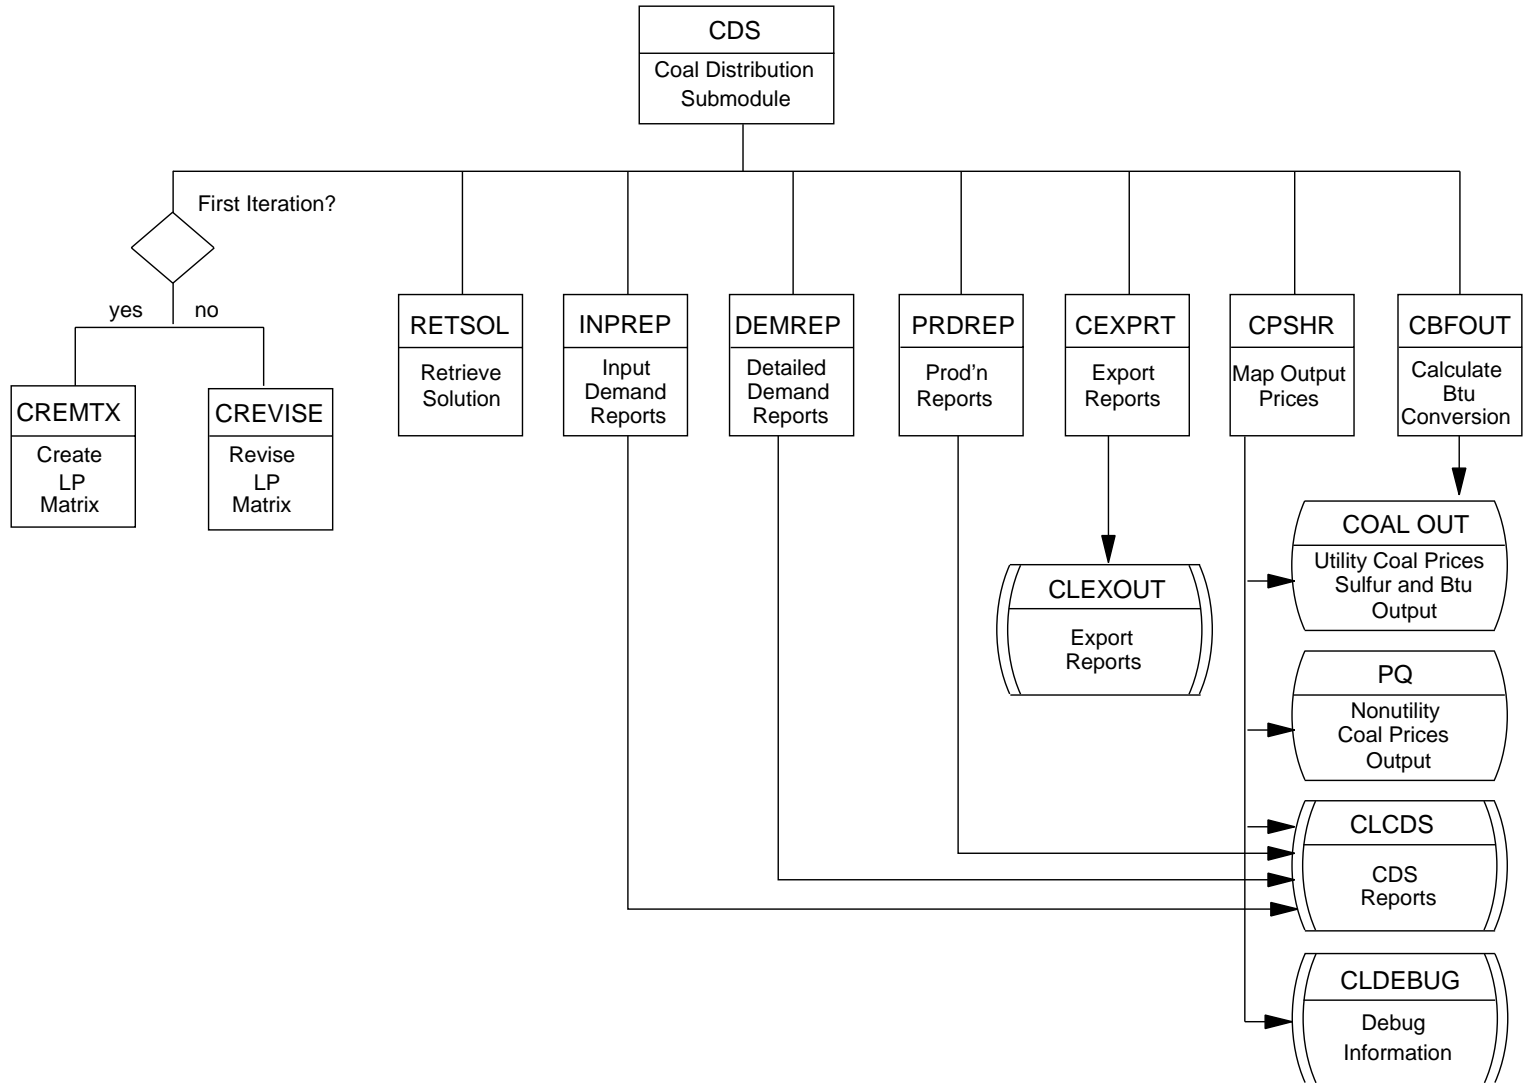 CDS
Coal Distribution
Submodule
First Iteration?
yes
no
CREMTX
Create
LP
Matrix
CREVISE
Revise
LP
Matrix
RETSOL
Retrieve
Solution
INPREP
Input
Demand
Reports
DEMREP
Detailed
Demand
Reports
PRDREP
Prod'n
Reports
CEXPRT
Export
Reports
CPSHR
Map Output
Prices
CBFOUT
Calculate
Btu
Conversion
CLEXOUT
Export
Reports
COAL OUT
Utility Coal Prices
Sulfur and Btu
Output
PQ
Nonutility
Coal Prices
Output
CLCDS
CDS
Reports
CLDEBUG
Debug
Information